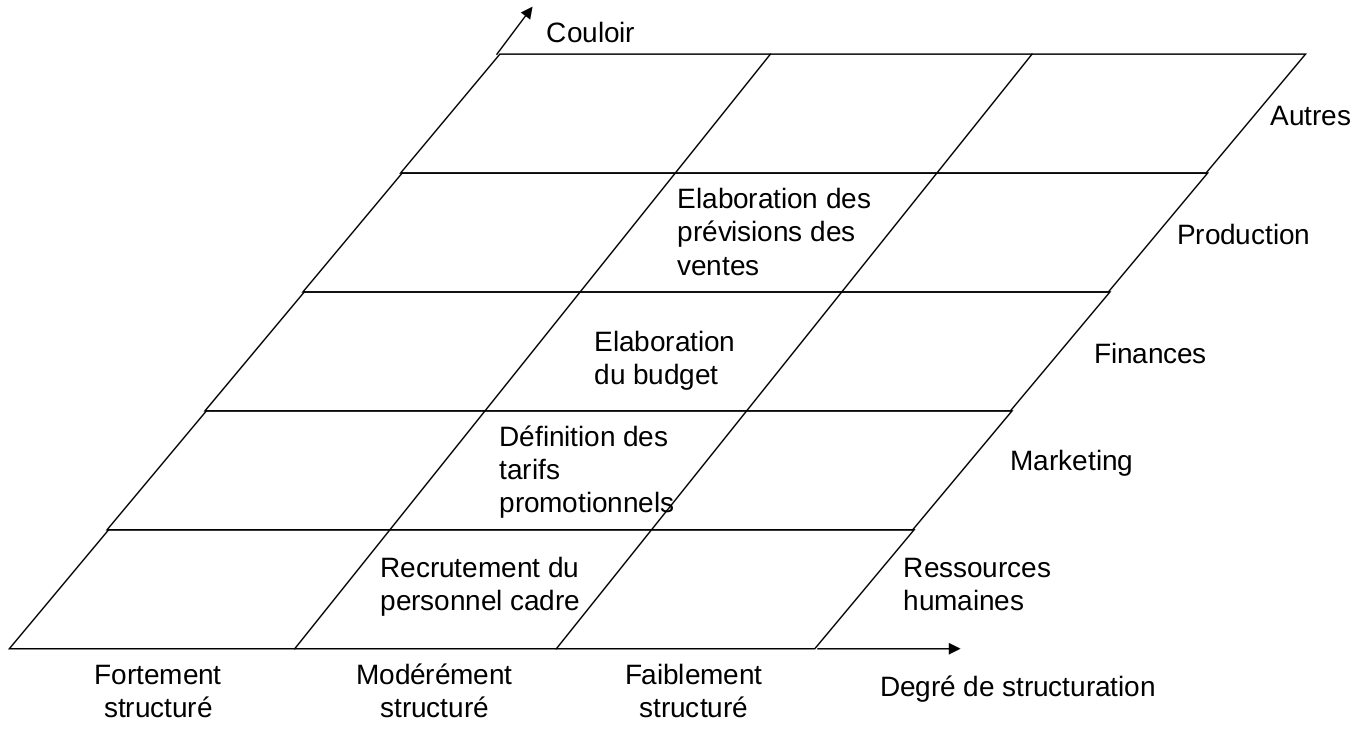 Couloir
Autres
Elaboration des
prévisions des
ventes
Production
Elaboration
du budget
Finances
Définition des
tarifs
promotionnels
Marketing
Recrutement du
personnel cadre
Ressources
humaines
Fortement
structuré
Modérément
structuré
Faiblement
structuré
Degré de structuration